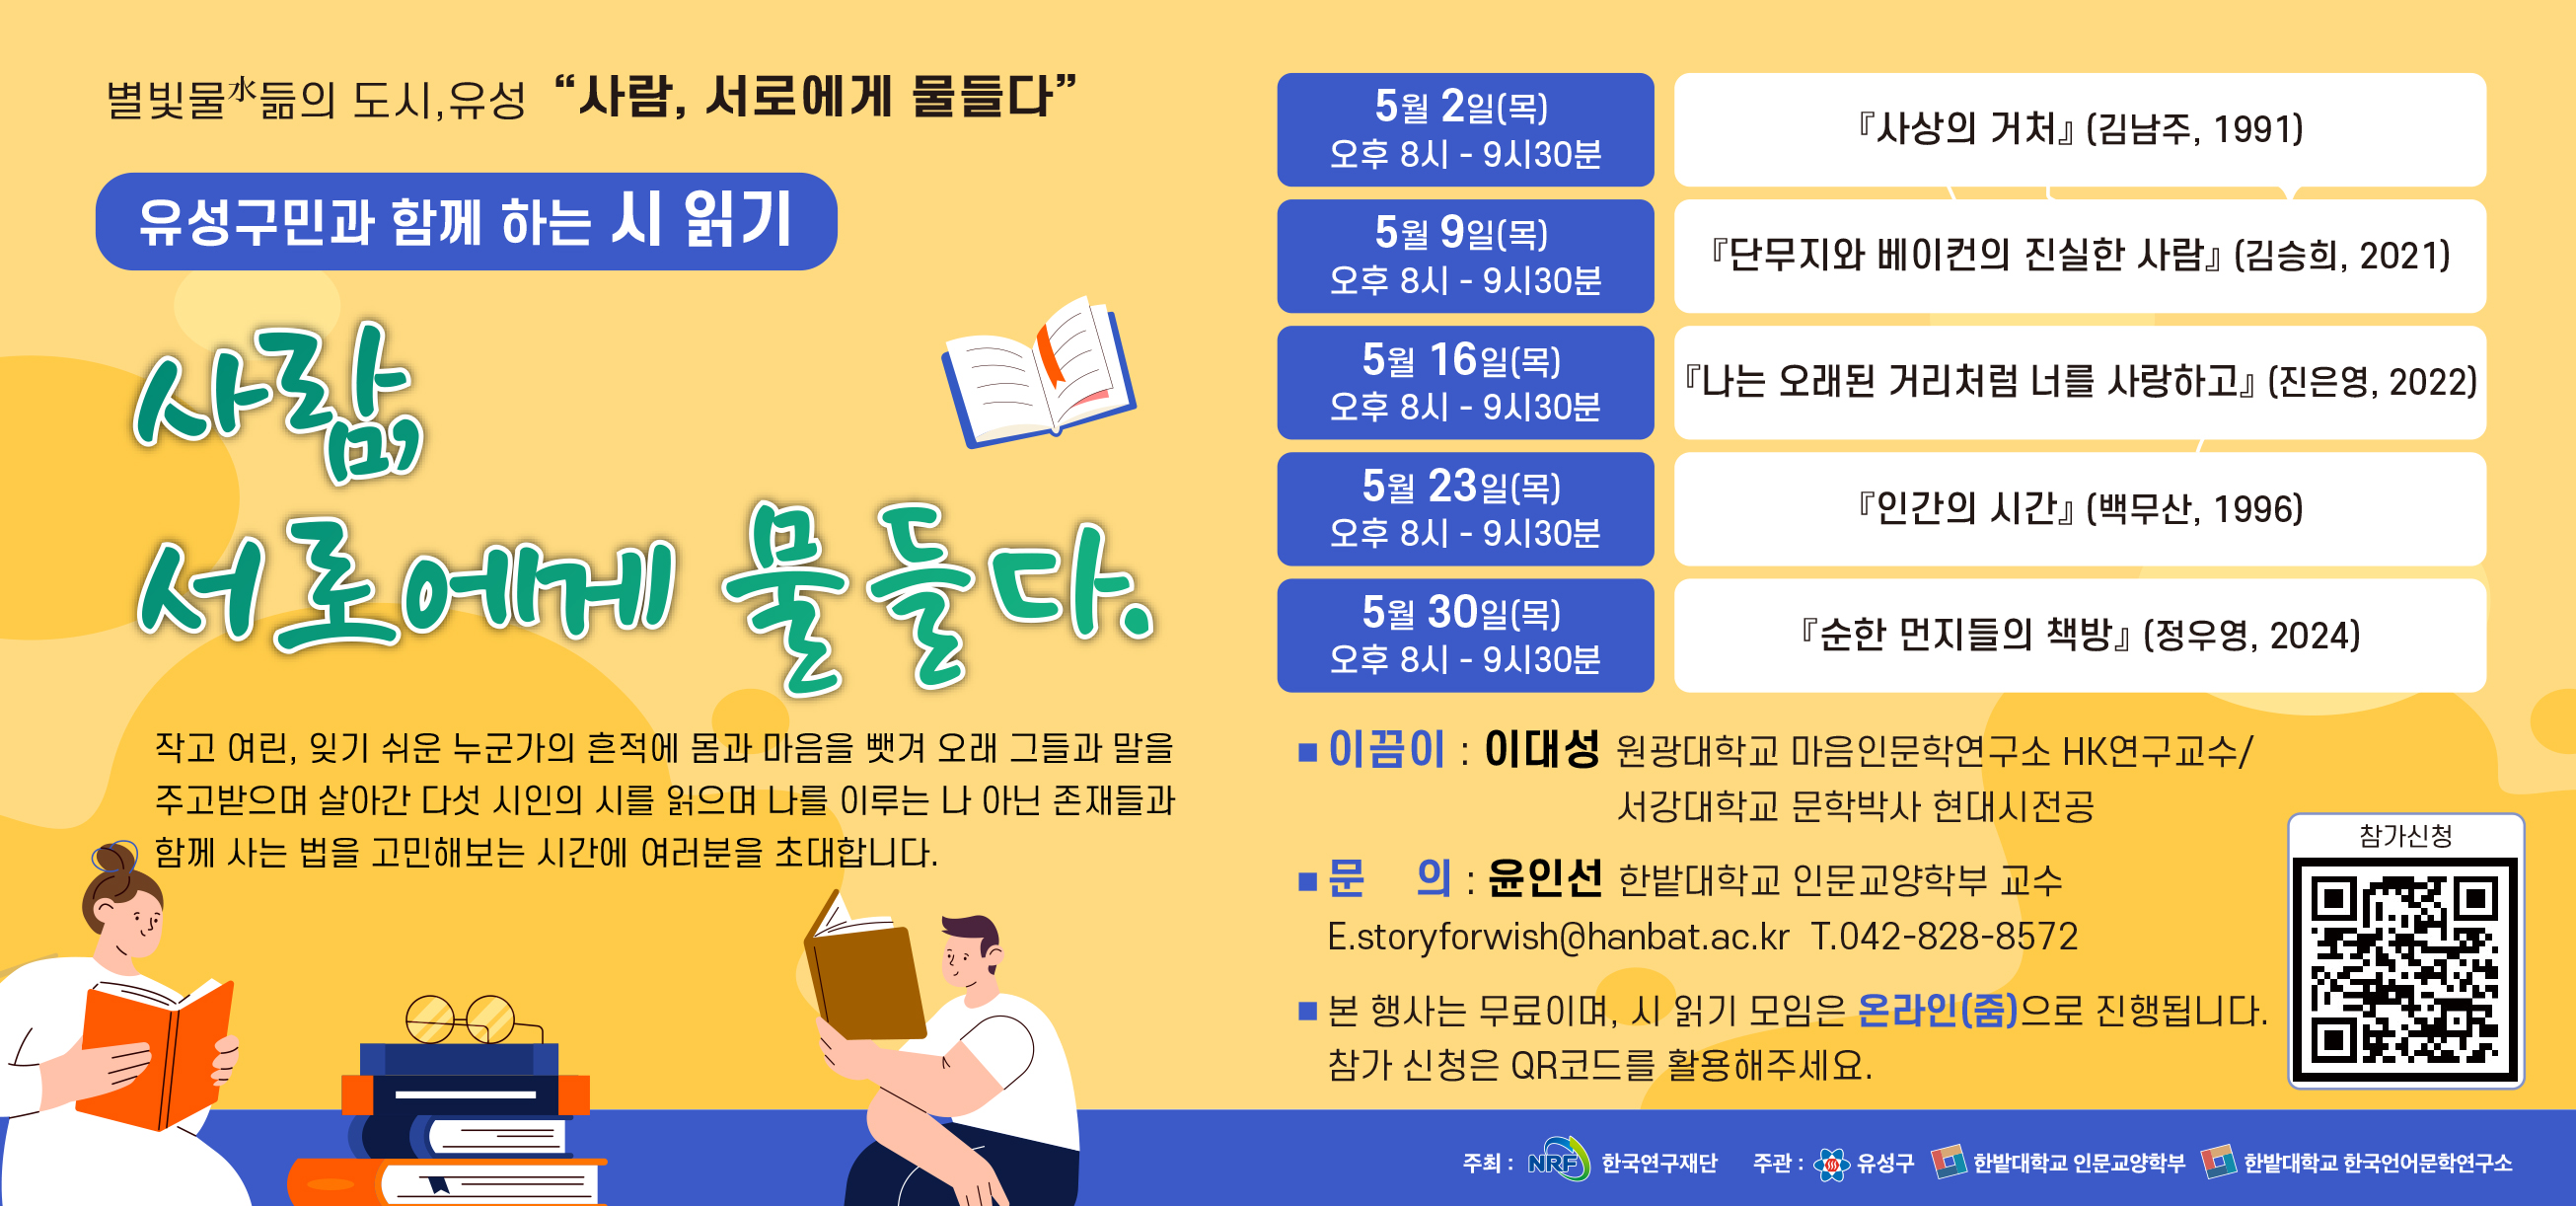 별빛물水듦의 도시,유성 “사람, 서로에게 물들다”
유성구민과 함께 하는 시 읽기
사람,
서로에게 물들다.
작고 여린, 잊기 쉬운 누군가의 흔적에 몸과 마음을 뺏겨 오래 그들과 말을
주고받으며 살아간 다섯 시인의 시를 읽으며 나를 이루는 나 아닌 존재들과
함께 사는 법을 고민해보는 시간에 여러분을 초대합니다.
5월 2일(목)
오후 8시 - 9시30분
『사상의 거처』 (김남주, 1991)
5월 9일(목)
오후 8시 - 9시30분
『단무지와 베이컨의 진실한 사람』 (김승희, 2021)
5월 16일(목)
오후 8시 - 9시30분
『나는 오래된 거리처럼 너를 사랑하고』 (진은영, 2022)
5월 23일(목)
오후 8시 - 9시30분
『인간의 시간』 (백무산, 1996)
5월 30일(목)
오후 8시 - 9시30분
『순한 먼지들의 책방』 (정우영, 2024)
■ 이끔이 : 이대성 원광대학교 마음인문학연구소 HK연구교수/
서강대학교 문학박사 현대시전공
■ 문 의 : 윤인선 한밭대학교 인문교양학부 교수
E.storyforwish@hanbat.ac.kr T.042-828-8572
■ 본 행사는 무료이며, 시 읽기 모임은 온라인(줌)으로 진행됩니다.
참가 신청은 QR코드를 활용해주세요.
참가신청
주최 : NRF 한국연구재단 주관 : 유성구 한밭대학교 인문교양학부 한밭대학교 한국언어문학연구소